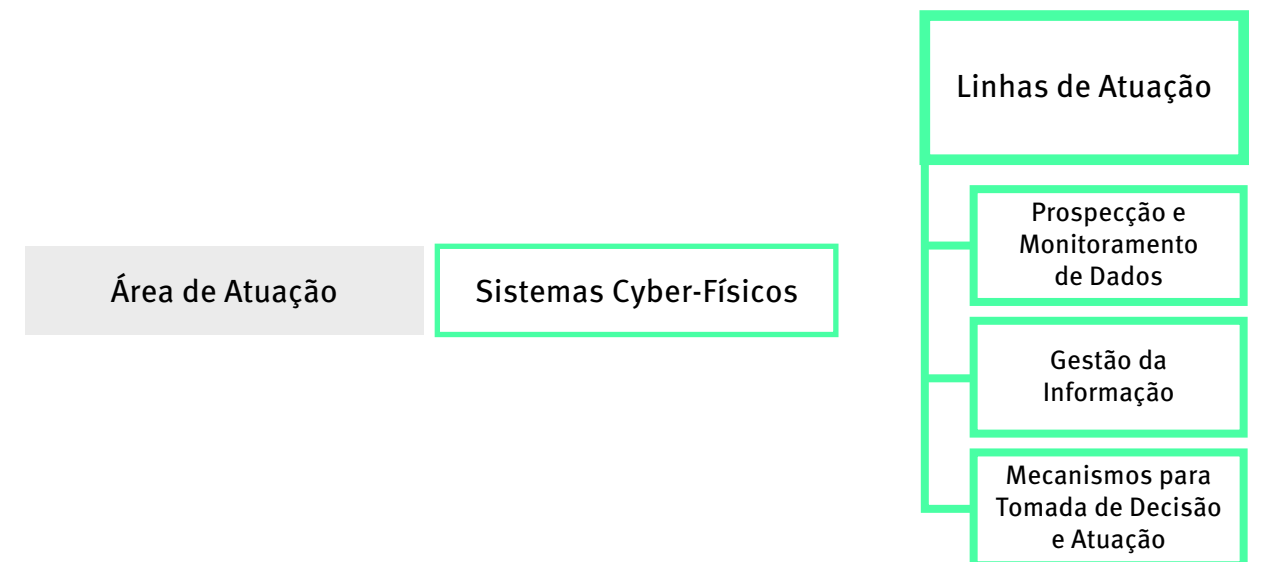 Área de Atuação
Sistemas Cyber-Físicos
Linhas de Atuação
Prospecção e
Monitoramento
de Dados
Gestão da
Informação
Mecanismos para
Tomada de Decisão
e Atuação